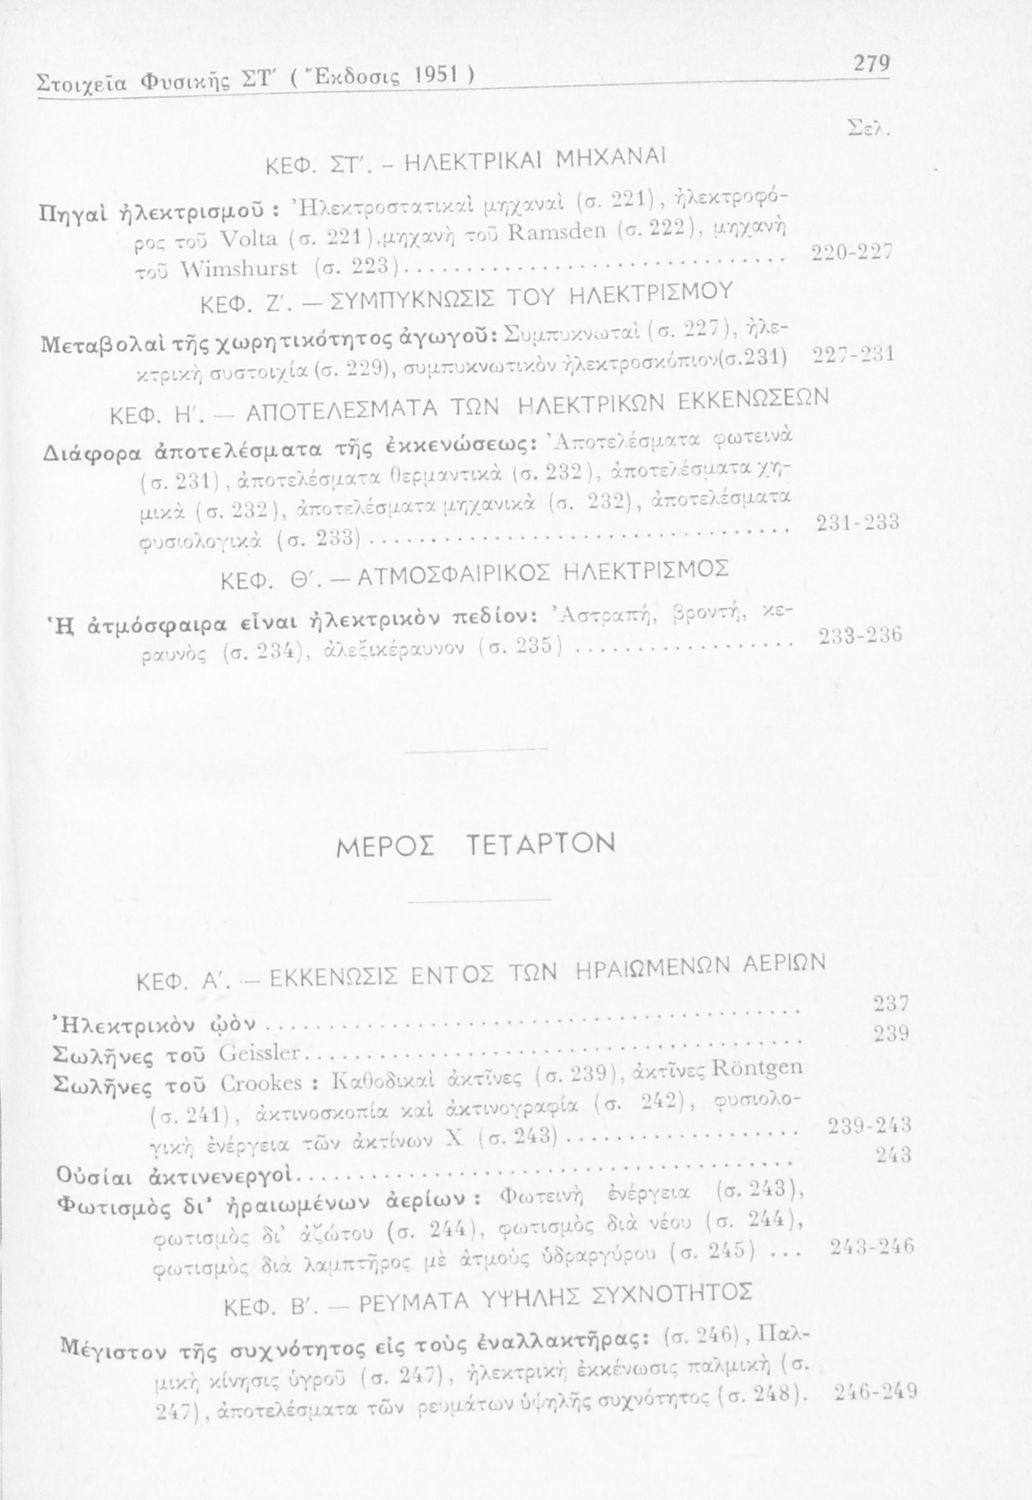 Στοιχεῖα Φυσικῆς ΣΤ΄ ( Ἔκδοσις 1951 ) 279
Σελ.
ΚΕΦ. ΣΤ΄. - ΗΛΕΚΤΡΙΚΑΙ ΜΗΧΑΝΑΙ
Πηγαὶ ἠλεκτρισμοῦ : Ἠλεκτροστατικαὶ μηχαναὶ (σ. 221), ἠλεκτροφό-
ρος τοῦ Volta (σ. 221), μηχανὴ τοῦ Ramsden (σ. 222), μηχανὴ
τοῦ Wimshurst (σ. 223) ................................ 220-227
ΚΕΦ. Ζ΄. — ΣΥΜΠΥΚΝΩΣΙΣ ΤΟΥ ΗΛΕΚΤΡΙΣΜΟΥ
Μεταβολαὶ τῆς χωρητικότητος ἀγωγοῦ: Συμπυκνωταὶ (σ. 227), ἠλε-
κτρικὴ συστοιχία (σ. 229), συμπυκνωτικὸν ἠλεκτροσκόπιον(σ.231) 227-231
ΚΕΦ. Η΄. — ΑΠΟΤΕΛΕΣΜΑΤΑ ΤΩΝ ΗΛΕΚΤΡΙΚΩΝ ΕΚΚΕΝΩΣΕΩΝ
Διάφορα ἀποτελέσματα τῆς ἐκκενώσεως: Ἀποτελέσματα φωτεινὰ
(σ. 231), ἀποτελέσματα θερμαντικὰ (σ. 232), ἀποτελέσματα χη-
μικὰ (σ. 232), ἀποτελέσματα μηχανικὰ (σ. 232), ἀποτελέσματα
φυσιολογικὰ (σ. 233) ................................ 231-233
ΚΕΦ. Θ΄. — ΑΤΜΟΣΦΑΙΡΙΚΟΣ ΗΛΕΚΤΡΙΣΜΟΣ
Ἡ ἀτμόσφαιρα εἶναι ἠλεκτρικὸν πεδίον: Ἀστραπή, βροντή, κε-
ραυνὸς (σ. 234), ἀλεξικέραυνον (σ. 235) .................. 233-236
ΜΕΡΟΣ ΤΕΤΑΡΤΟΝ
ΚΕΦ. Α΄. — ΕΚΚΕΝΩΣΙΣ ΕΝΤΟΣ ΤΩΝ ΗΡΑΙΩΜΕΝΩΝ ΑΕΡΙΩΝ
Ἠλεκτρικὸν ᾠὸν ........................................ 237
Σωλῆνες τοῦ Geissler ........................................ 239
Σωλῆνες τοῦ Crookes : Καθοδικαὶ ἀκτῖνες (σ. 239), ἀκτῖνες Röntgen
(σ. 241), ἀκτινοσκοπία καὶ ἀκτινογραφία (σ. 242), φυσιολο-
γικὴ ἐνέργεια τῶν ἀκτίνων Χ (σ. 243) .................... 239-243
Οὐσίαι ἀκτινενεργοὶ ........................................ 243
Φωτισμὸς δι᾽ ἠραιωμένων ἀερίων : Φωτεινὴ ἐνέργεια (σ. 243),
φωτισμὸς δι᾽ ἀζώτου (σ. 244), φωτισμὸς διὰ νέου (σ. 244),
φωτισμὸς διὰ λαμπτῆρος μὲ ἀτμοὺς ὑδραργύρου (σ. 245) ... 243-246
ΚΕΦ. Β΄. — ΡΕΥΜΑΤΑ ΥΨΗΛΗΣ ΣΥΧΝΟΤΗΤΟΣ
Μέγιστον τῆς συχνότητος εἰς τοὺς ἐναλλακτῆρας: (σ. 246), Παλ-
μικὴ κίνησις ὑγροῦ (σ. 247), ἠλεκτρικὴ ἐκκένωσις παλμικὴ (σ.
247), ἀποτελέσματα τῶν ρευμάτων ὑψηλῆς συχνότητος (σ. 248). 246-249